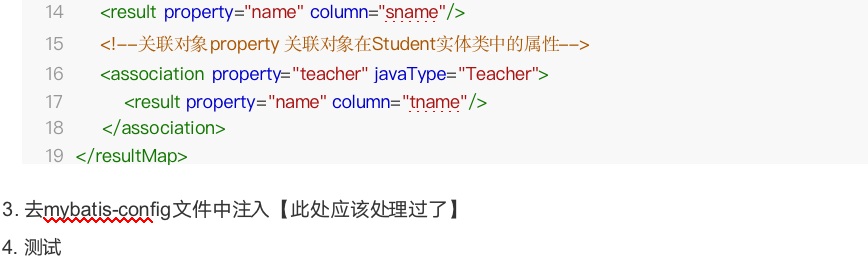 14 <result property="name" column="sname"/>
15 <!--关联对象property 关联对象在Student实体类中的属性-->
16 <association property="teacher" javaType="Teacher">
17 <result property="name" column="tname"/>
18 </association>
19 </resultMap>
3. 去mybatis-config文件中注入【此处应该处理过了】
4. 测试